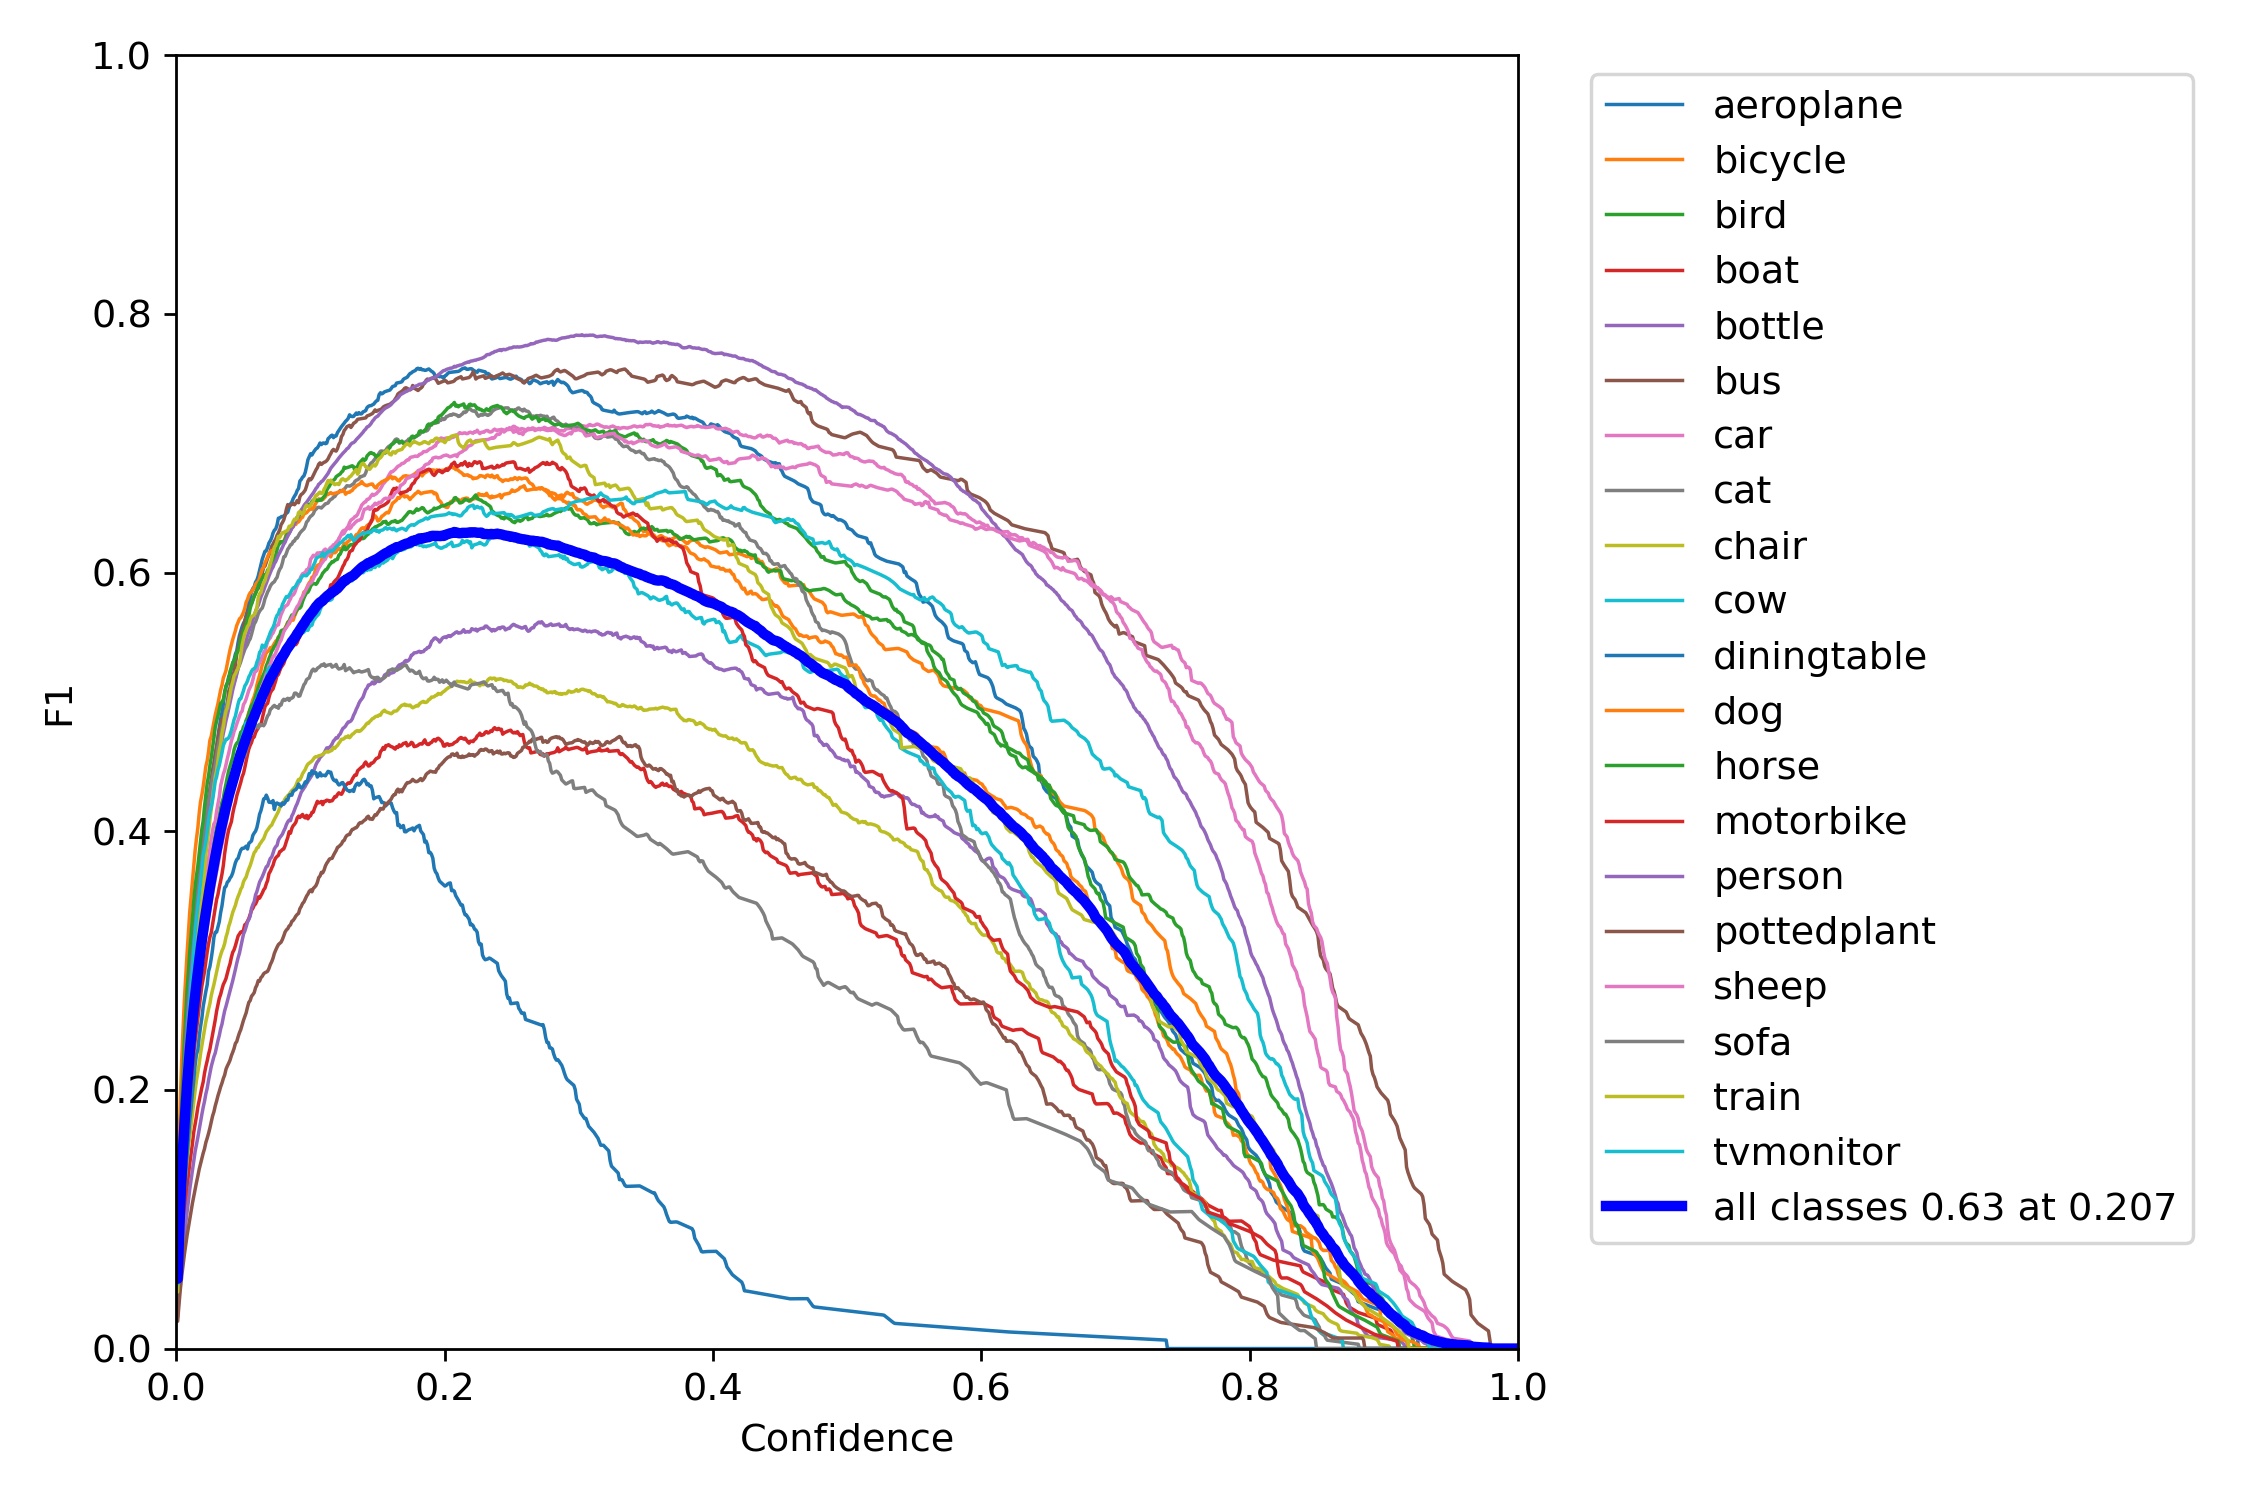 1.0
0.8
0.6
0.4
0.2
0.0
F1
0.0 0.2 0.4 0.6 0.8 1.0
Confidence
aeroplane
bicycle
bird
boat
bottle
bus
car
cat
chair
cow
diningtable
dog
horse
motorbike
person
pottedplant
sheep
sofa
train
tvmonitor
all classes 0.63 at 0.207